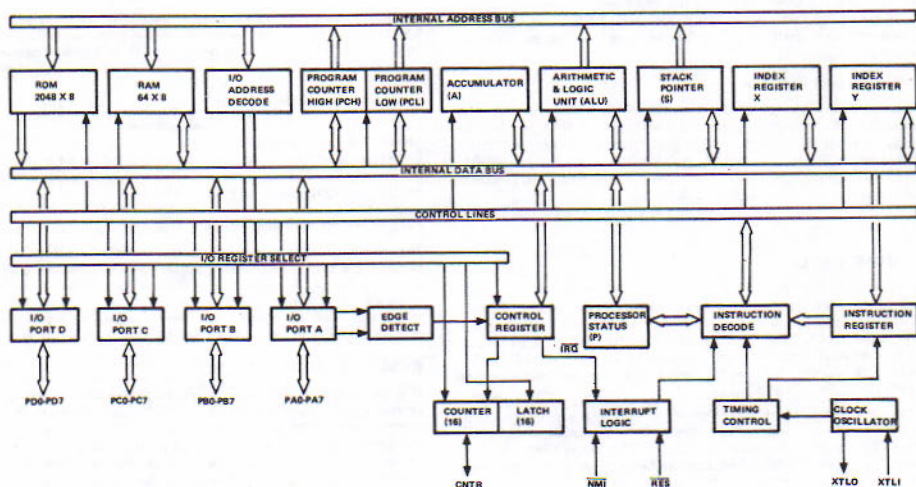 INTERNAL ADDRESS BUS
ROM
2048 X 8
RAM
64 X 8
I/O
ADDRESS
DECODE
PROGRAM
COUNTER
HIGH (PCH)
PROGRAM
COUNTER
LOW (PCL)
ACCUMULATOR
(A)
ARITHMETIC
& LOGIC
UNIT (ALU)
STACK
POINTER
(S)
INDEX
REGISTER
X
INDEX
REGISTER
Y
INTERNAL DATA BUS
CONTROL LINES
I/O REGISTER SELECT
I/O
PORT D
I/O
PORT C
I/O
PORT B
I/O
PORT A
EDGE
DETECT
CONTROL
REGISTER
IRQ
PROCESSOR
STATUS
(P)
INSTRUCTION
DECODE
INSTRUCTION
REGISTER
PD0-PD7
PC0-PC7
PB0-PB7
PA0-PA7
COUNTER
(16)
LATCH
(16)
INTERRUPT
LOGIC
TIMING
CONTROL
CLOCK
OSCILLATOR
CNTR
NMI
RES
XTLO
XTLI